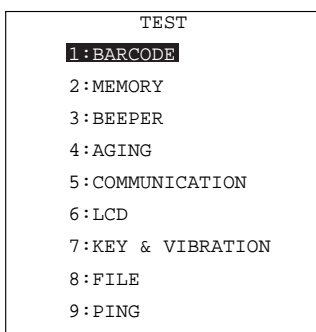 TEST
1:BARCODE
2:MEMORY
3:BEEPER
4:AGING
5:COMMUNICATION
6:LCD
7:KEY & VIBRATION
8:FILE
9:PING